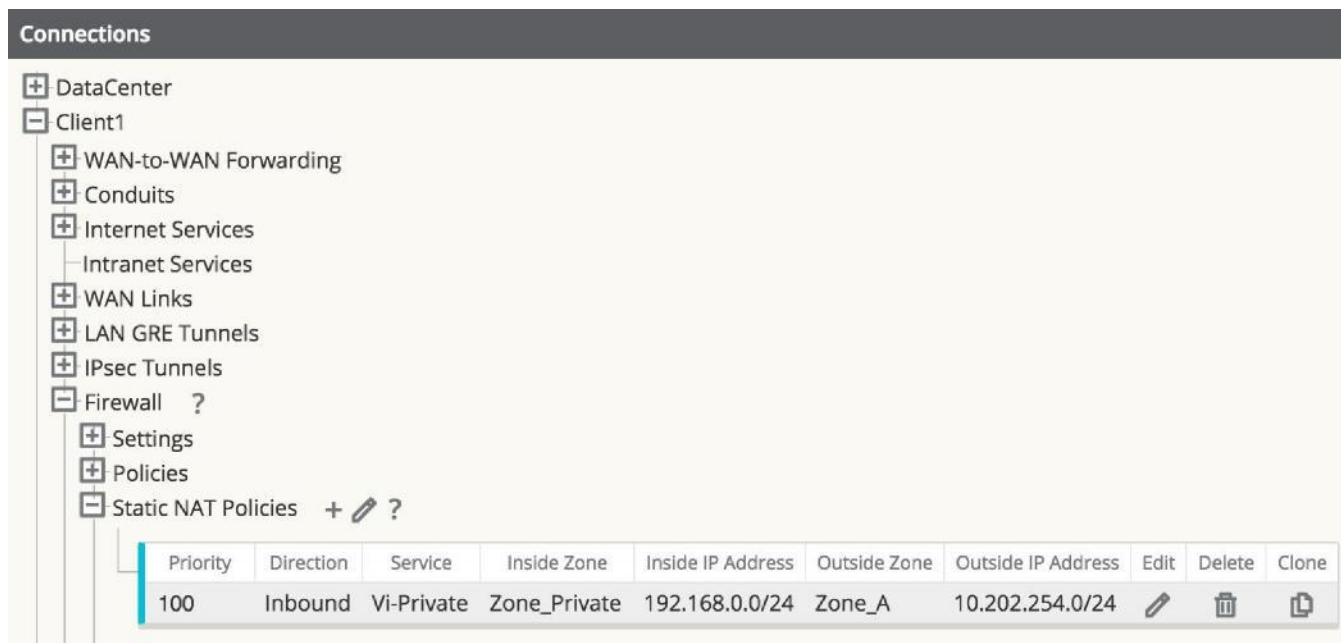 Connections
DataCenter
Client1
WAN-to-WAN Forwarding
Conduits
Internet Services
Intranet Services
WAN Links
LAN GRE Tunnels
IPsec Tunnels
Firewall ?
Settings
Policies
Static NAT Policies + ?
Priority Direction Service Inside Zone Inside IP Address Outside Zone Outside IP Address Edit Delete Clone
100 Inbound Vi-Private Zone_Private 192.168.0.0/24 Zone_A 10.202.254.0/24